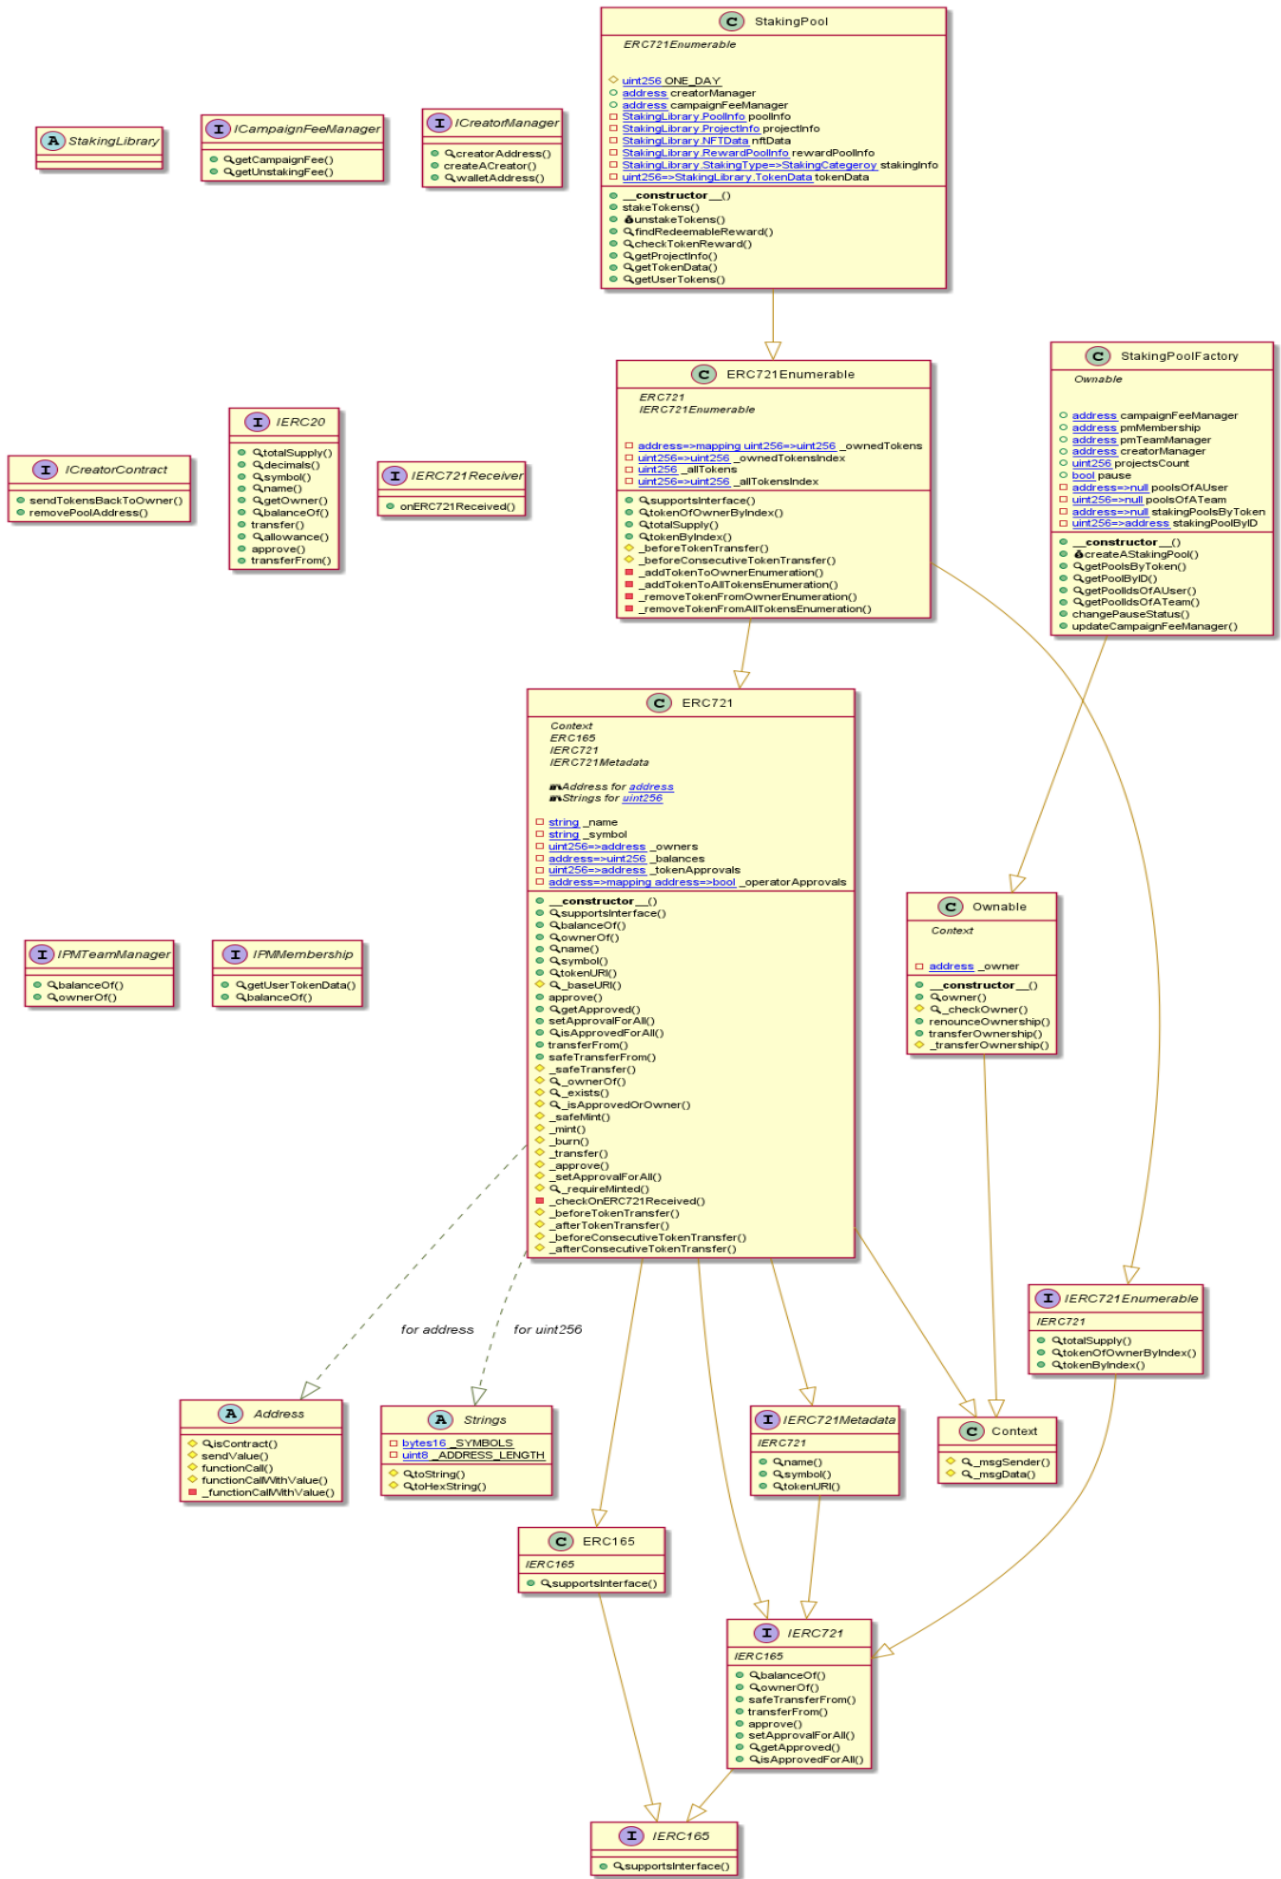 C StakingPool
ERC721Enumerable
uint256 ONE_DAY
address creatorManager
address campaignFeeManager
StakingLibrary.PoolInfo poolInfo
StakingLibrary.ProjectInfo projectInfo
StakingLibrary.NFTData nftData
StakingLibrary.RewardPoolInfo rewardPoolInfo
StakingLibrary.StakingType=>StakingCategeroy stakingInfo
uint256=>StakingLibrary.TokenData tokenData
__constructor__()
stakeTokens()
unstakeTokens()
findRedeemableReward()
checkTokenReward()
getProjectInfo()
getTokenData()
getUserTokens()
A StakingLibrary
I ICampaignFeeManager
getCampaignFee()
getUnstakingFee()
I ICreatorManager
creatorAddress()
createACreator()
walletAddress()
C ERC721Enumerable
ERC721
IERC721Enumerable
address=>mapping uint256=>uint256 _ownedTokens
uint256=>uint256 _ownedTokensIndex
uint256 _allTokens
uint256=>uint256 _allTokensIndex
supportsInterface()
tokenOfOwnerByIndex()
totalSupply()
tokenByIndex()
_beforeTokenTransfer()
_beforeConsecutiveTokenTransfer()
_addTokenToOwnerEnumeration()
_addTokenToAllTokensEnumeration()
_removeTokenFromOwnerEnumeration()
_removeTokenFromAllTokensEnumeration()
C StakingPoolFactory
Ownable
address campaignFeeManager
address pmMembership
address pmTeamManager
address creatorManager
uint256 projectsCount
bool pause
address=>null poolsOfAUser
uint256=>null poolsOfATeam
address=>null stakingPoolsByToken
uint256=>address stakingPoolByID
__constructor__()
createAStakingPool()
getPoolsByToken()
getPoolByID()
getPoolIdsOfAUser()
getPoolIdsOfATeam()
changePauseStatus()
updateCampaignFeeManager()
I ICreatorContract
sendTokensBackToOwner()
removePoolAddress()
I IERC20
totalSupply()
decimals()
symbol()
name()
getOwner()
balanceOf()
transfer()
allowance()
approve()
transferFrom()
I IERC721Receiver
onERC721Received()
C ERC721
Context
ERC165
IERC721
IERC721Metadata
Address for address
Strings for uint256
string _name
string _symbol
uint256=>address _owners
address=>uint256 _balances
uint256=>address _tokenApprovals
address=>mapping address=>bool _operatorApprovals
__constructor__()
supportsInterface()
balanceOf()
ownerOf()
name()
symbol()
tokenURI()
_baseURI()
approve()
getApproved()
setApprovalForAll()
isApprovedForAll()
transferFrom()
safeTransferFrom()
_safeTransfer()
_ownerOf()
_exists()
_isApprovedOrOwner()
_safeMint()
_mint()
_burn()
_transfer()
_approve()
_setApprovalForAll()
_requireMinted()
_checkOnERC721Received()
_beforeTokenTransfer()
_afterTokenTransfer()
_beforeConsecutiveTokenTransfer()
_afterConsecutiveTokenTransfer()
I IPMTeamManager
balanceOf()
ownerOf()
I IPMMembership
getUserTokenData()
balanceOf()
C Ownable
Context
address _owner
__constructor__()
owner()
_checkOwner()
renounceOwnership()
transferOwnership()
_transferOwnership()
for address
for uint256
I IERC721Enumerable
IERC721
totalSupply()
tokenOfOwnerByIndex()
tokenByIndex()
A Address
isContract()
sendValue()
functionCall()
functionCallWithValue()
_functionCallWithValue()
A Strings
bytes16 _SYMBOLS
uint8 _ADDRESS_LENGTH
toString()
toHexString()
I IERC721Metadata
IERC721
name()
symbol()
tokenURI()
C Context
_msgSender()
_msgData()
C ERC165
IERC165
supportsInterface()
I IERC721
IERC165
balanceOf()
ownerOf()
safeTransferFrom()
transferFrom()
approve()
setApprovalForAll()
getApproved()
isApprovedForAll()
I IERC165
supportsInterface()